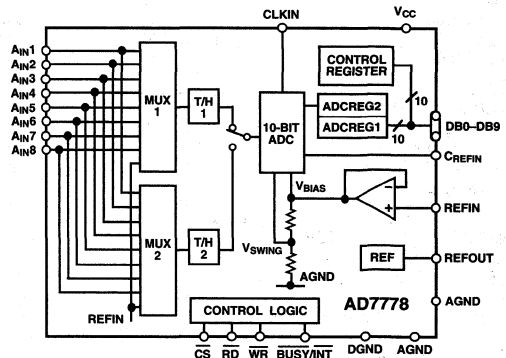 CLKIN
VCC
AIN1
AIN2
AIN3
AIN4
AIN5
AIN6
AIN7
AIN8
MUX
1
T/H
1
10-BIT
ADC
CONTROL
REGISTER
ADCREG2
ADCREG1
10
10
DB0–DB9
CREFIN
VBIAS
–
+
REFIN
MUX
2
T/H
2
VSWING
AGND
REF
REFOUT
REFIN
CONTROL LOGIC
AD7778
AGND
CS
RD
WR
BUSY/INT
DGND
AGND